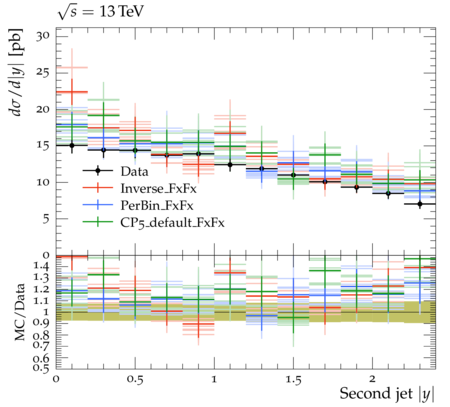 √s = 13 TeV
dσ/d|y| [pb]
30
25
20
15
10
5
0
Data
Inverse_FxFx
PerBin_FxFx
CP5_default_FxFx
MC/Data
1.4
1.3
1.2
1.1
1
0.9
0.8
0.7
0.6
0.5
0 0.5 1 1.5 2
Second jet |y|